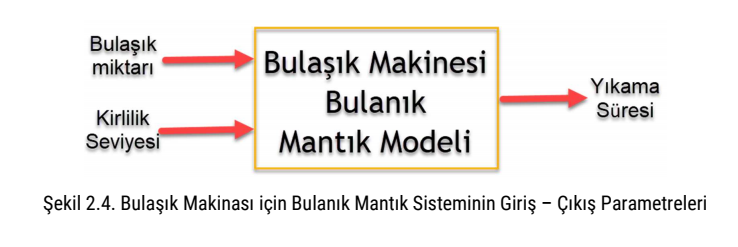 Bulaşık
miktarı
Kirlilik
Seviyesi
Bulaşık Makinesi
Bulanık
Mantık Modeli
Yıkama
Süresi
Şekil 2.4. Bulaşık Makinası için Bulanık Mantık Sisteminin Giriş – Çıkış Parametreleri